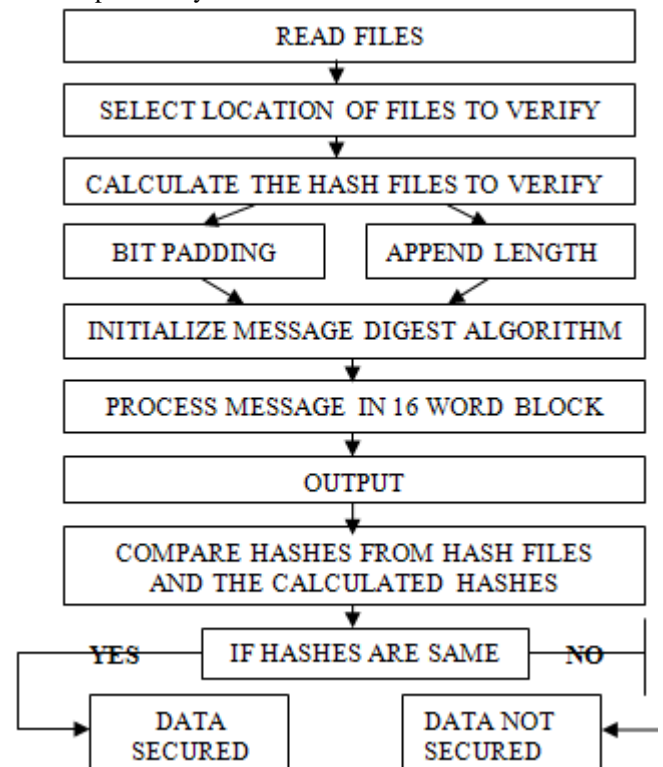 READ FILES
SELECT LOCATION OF FILES TO VERIFY
CALCULATE THE HASH FILES TO VERIFY
BIT PADDING
APPEND LENGTH
INITIALIZE MESSAGE DIGEST ALGORITHM
PROCESS MESSAGE IN 16 WORD BLOCK
OUTPUT
COMPARE HASHES FROM HASH FILES
AND THE CALCULATED HASHES
YES
IF HASHES ARE SAME
NO
DATA
SECURED
DATA NOT
SECURED